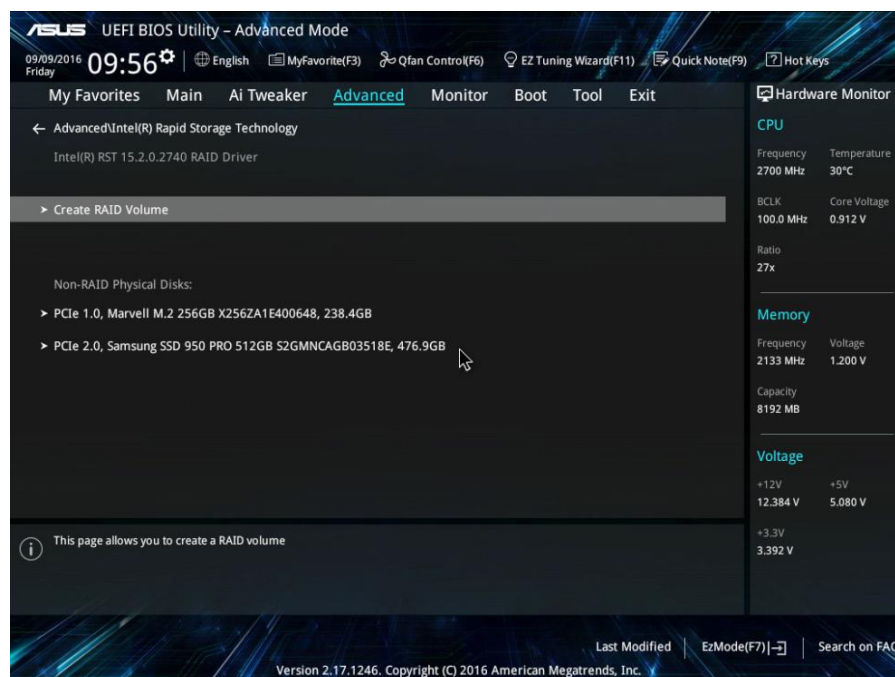 ASUS UEFI BIOS Utility – Advanced Mode
09/09/2016
Friday
09:56
English
MyFavorite(F3)
Qfan Control(F6)
EZ Tuning Wizard(F11)
Quick Note(F9)
? Hot Keys
My Favorites
Main
Ai Tweaker
Advanced
Monitor
Boot
Tool
Exit
Advanced\Intel(R) Rapid Storage Technology
Intel(R) RST 15.2.0.2740 RAID Driver
Create RAID Volume
Non-RAID Physical Disks:
PCIe 1.0, Marvell M.2 256GB X256ZA1E400648, 238.4GB
PCIe 2.0, Samsung SSD 950 PRO 512GB S2GMNCAGB03518E, 476.9GB
i
This page allows you to create a RAID volume
Hardware Monitor
CPU
Frequency Temperature
2700 MHz 30°C
BCLK Core Voltage
100.0 MHz 0.912 V
Ratio
27x
Memory
Frequency Voltage
2133 MHz 1.200 V
Capacity
8192 MB
Voltage
+12V +5V
12.384 V 5.080 V
+3.3V
3.392 V
Last Modified
EzMode(F7)
Search on FAQ
Version 2.17.1246. Copyright (C) 2016 American Megatrends, Inc.